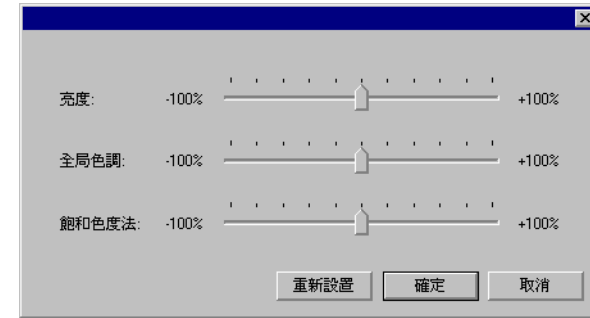 亮度: -100% +100%
全局色調: -100% +100%
飽和色度法: -100% +100%
重新設置 確定 取消